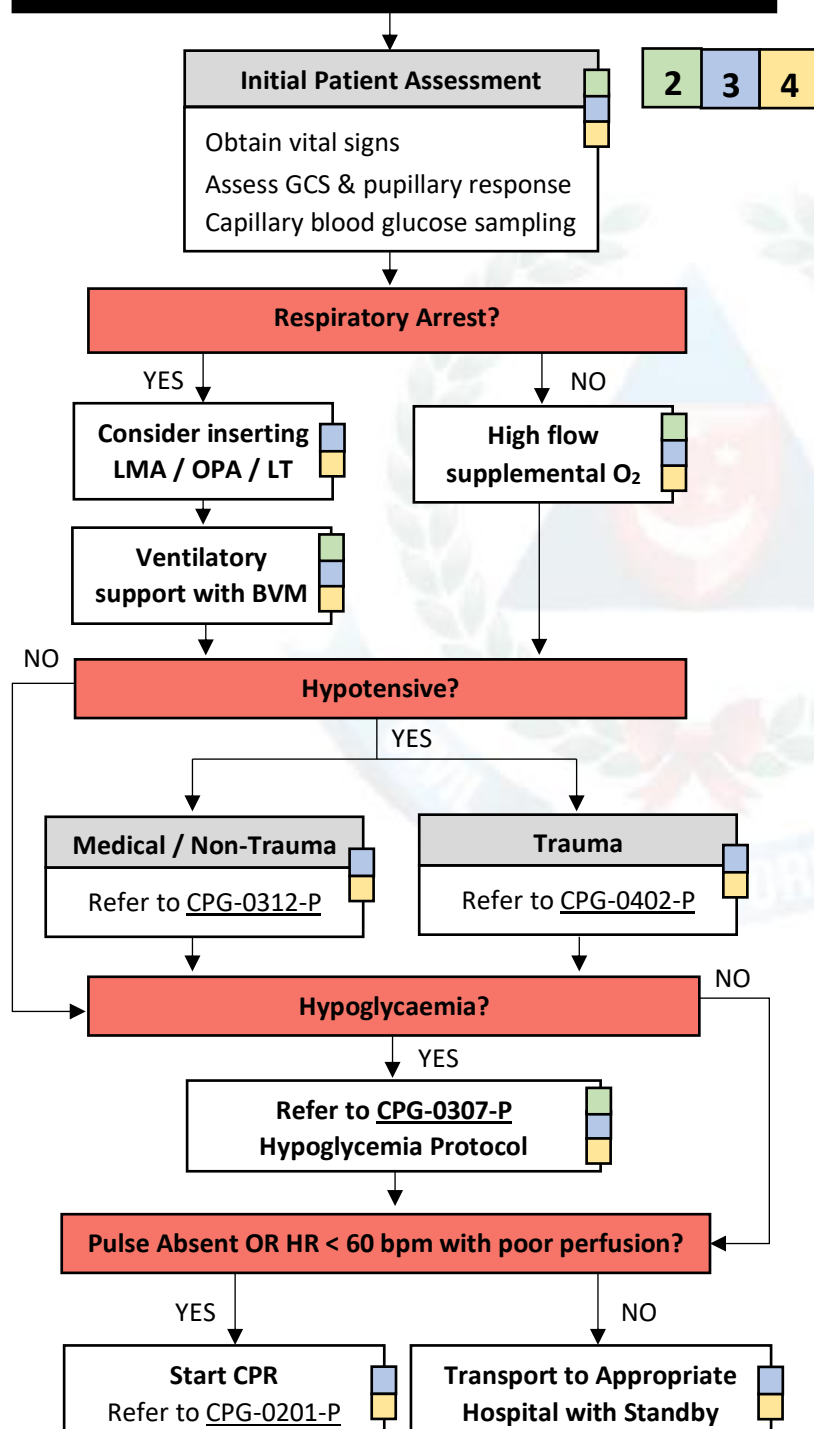 Initial Patient Assessment
2 3 4
Obtain vital signs
Assess GCS & pupillary response
Capillary blood glucose sampling
Respiratory Arrest?
YES
NO
Consider inserting
LMA / OPA / LT
High flow
supplemental O₂
Ventilatory
support with BVM
NO
Hypotensive?
YES
Medical / Non-Trauma
Refer to CPG-0312-P
Trauma
Refer to CPG-0402-P
Hypoglycaemia?
NO
YES
Refer to CPG-0307-P
Hypoglycemia Protocol
Pulse Absent OR HR < 60 bpm with poor perfusion?
YES
NO
Start CPR
Refer to CPG-0201-P
Transport to Appropriate
Hospital with Standby